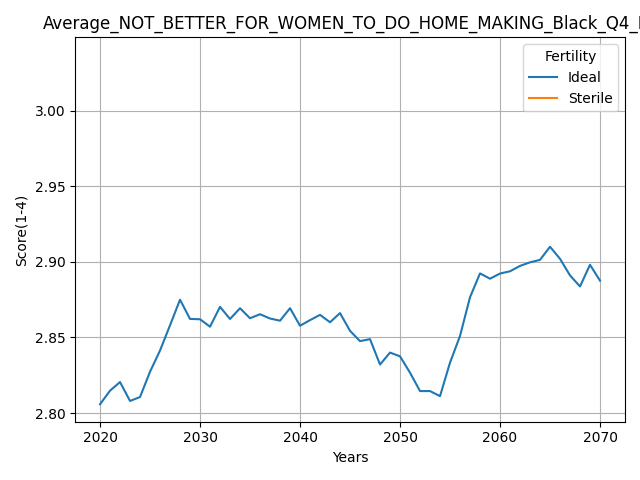 Average_NOT_BETTER_FOR_WOMEN_TO_DO_HOME_MAKING_Black_Q4_
Fertility
Ideal
Sterile
3.00
2.95
2.90
2.85
2.80
Score(1-4)
2020 2030 2040 2050 2060 2070
Years